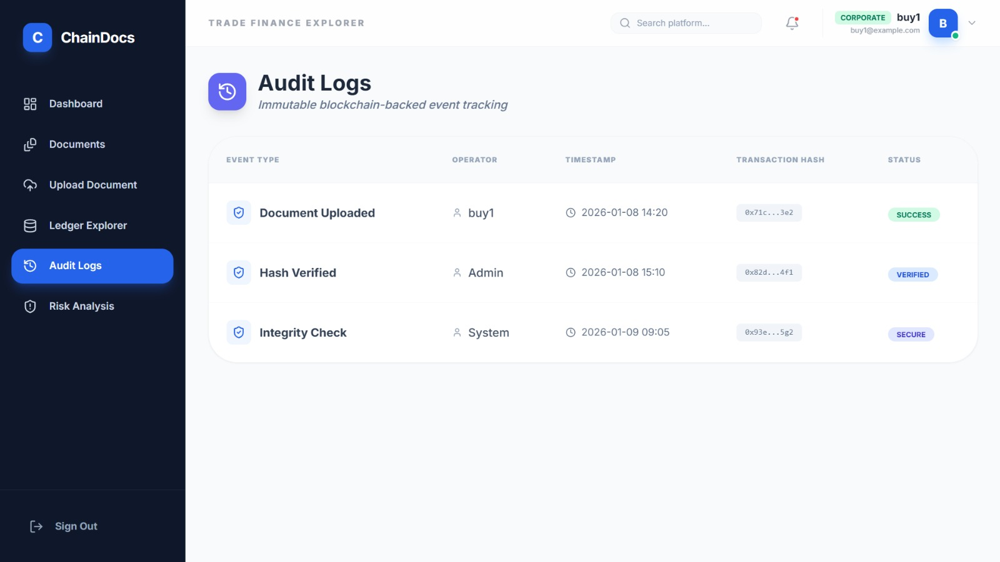 C ChainDocs
Dashboard
Documents
Upload Document
Ledger Explorer
Audit Logs
Risk Analysis
Sign Out
TRADE FINANCE EXPLORER
Search platform...
CORPORATE buy1
buy1@example.com
B
Audit Logs
Immutable blockchain-backed event tracking
EVENT TYPE OPERATOR TIMESTAMP TRANSACTION HASH STATUS
Document Uploaded buy1 2026-01-08 14:20 0x71c...3e2 SUCCESS
Hash Verified Admin 2026-01-08 15:10 0x82d...4f1 VERIFIED
Integrity Check System 2026-01-09 09:05 0x93e...5g2 SECURE